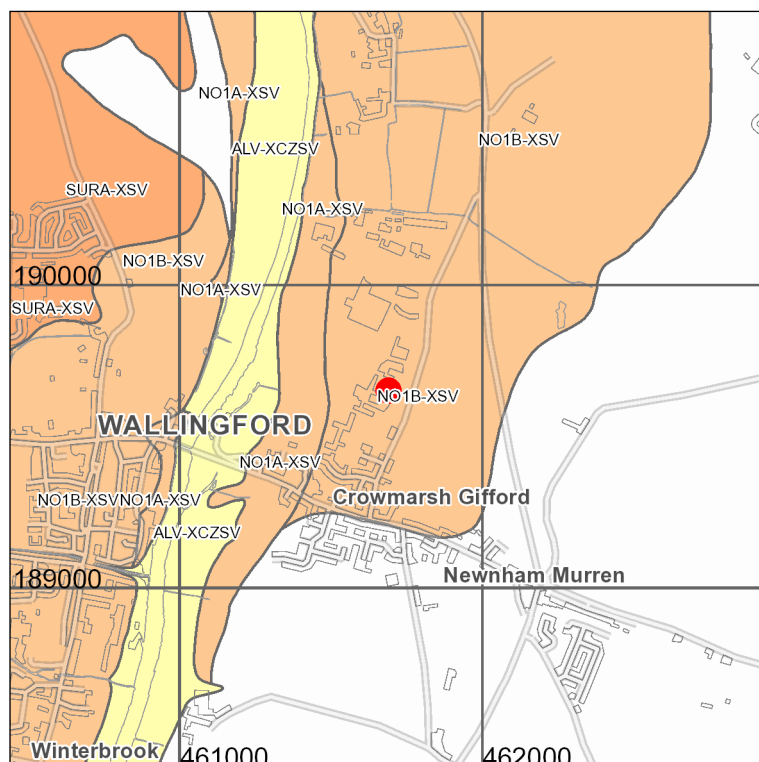 NO1A-XSV
NO1B-XSV
ALV-XCZSV
SURA-XSV
NO1A-XSV
NO1B-XSV
190000
NO1A-XSV
SURA-XSV
NO1B-XSV
WALLINGFORD
NO1A-XSV
Crowmarsh Gifford
NO1B-XSV
NO1A-XSV
ALV-XCZSV
189000
Newnham Murren
Winterbrook
461000
462000